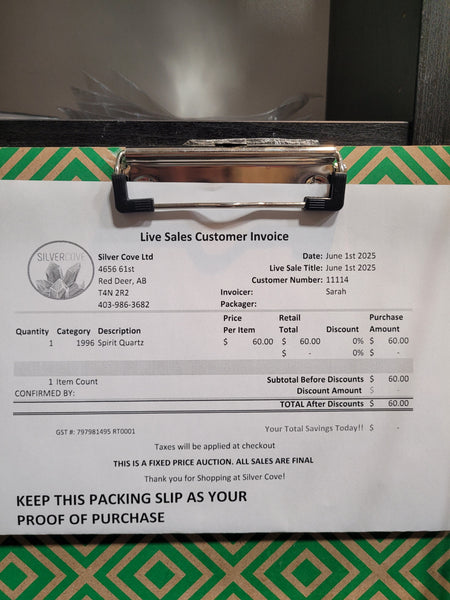 Live Sales Customer Invoice
SILVERCOVE
Silver Cove Ltd
4656 61st
Red Deer, AB
T4N 2R2
403-986-3682
Date: June 1st 2025
Live Sale Title: June 1st 2025
Customer Number: 11114
Invoicer: Sarah
Packager:
Quantity Category Description Price Per Item Retail Total Discount Purchase Amount
1 1996 Spirit Quartz $ 60.00 $ 60.00 0% $ 60.00
$ - 0% $ -
1 Item Count Subtotal Before Discounts $ 60.00
CONFIRMED BY: Discount Amount $ -
TOTAL After Discounts $ 60.00
GST #: 797981495 RT0001 Your Total Savings Today!! $ -
Taxes will be applied at checkout
THIS IS A FIXED PRICE AUCTION. ALL SALES ARE FINAL
Thank you for Shopping at Silver Cove!
KEEP THIS PACKING SLIP AS YOUR
PROOF OF PURCHASE